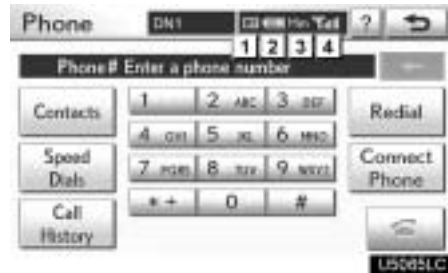 Phone DN1 Hm ?
1 2 3 4
Phone# Enter a phone number
Contacts
1 2 ABC 3 DEF
Redial
4 GHI 5 JKL 6 MNO
Speed Dials
7 PQRS 8 TUV 9 WXYZ
Connect Phone
* + 0 #
Call History
U5085LC